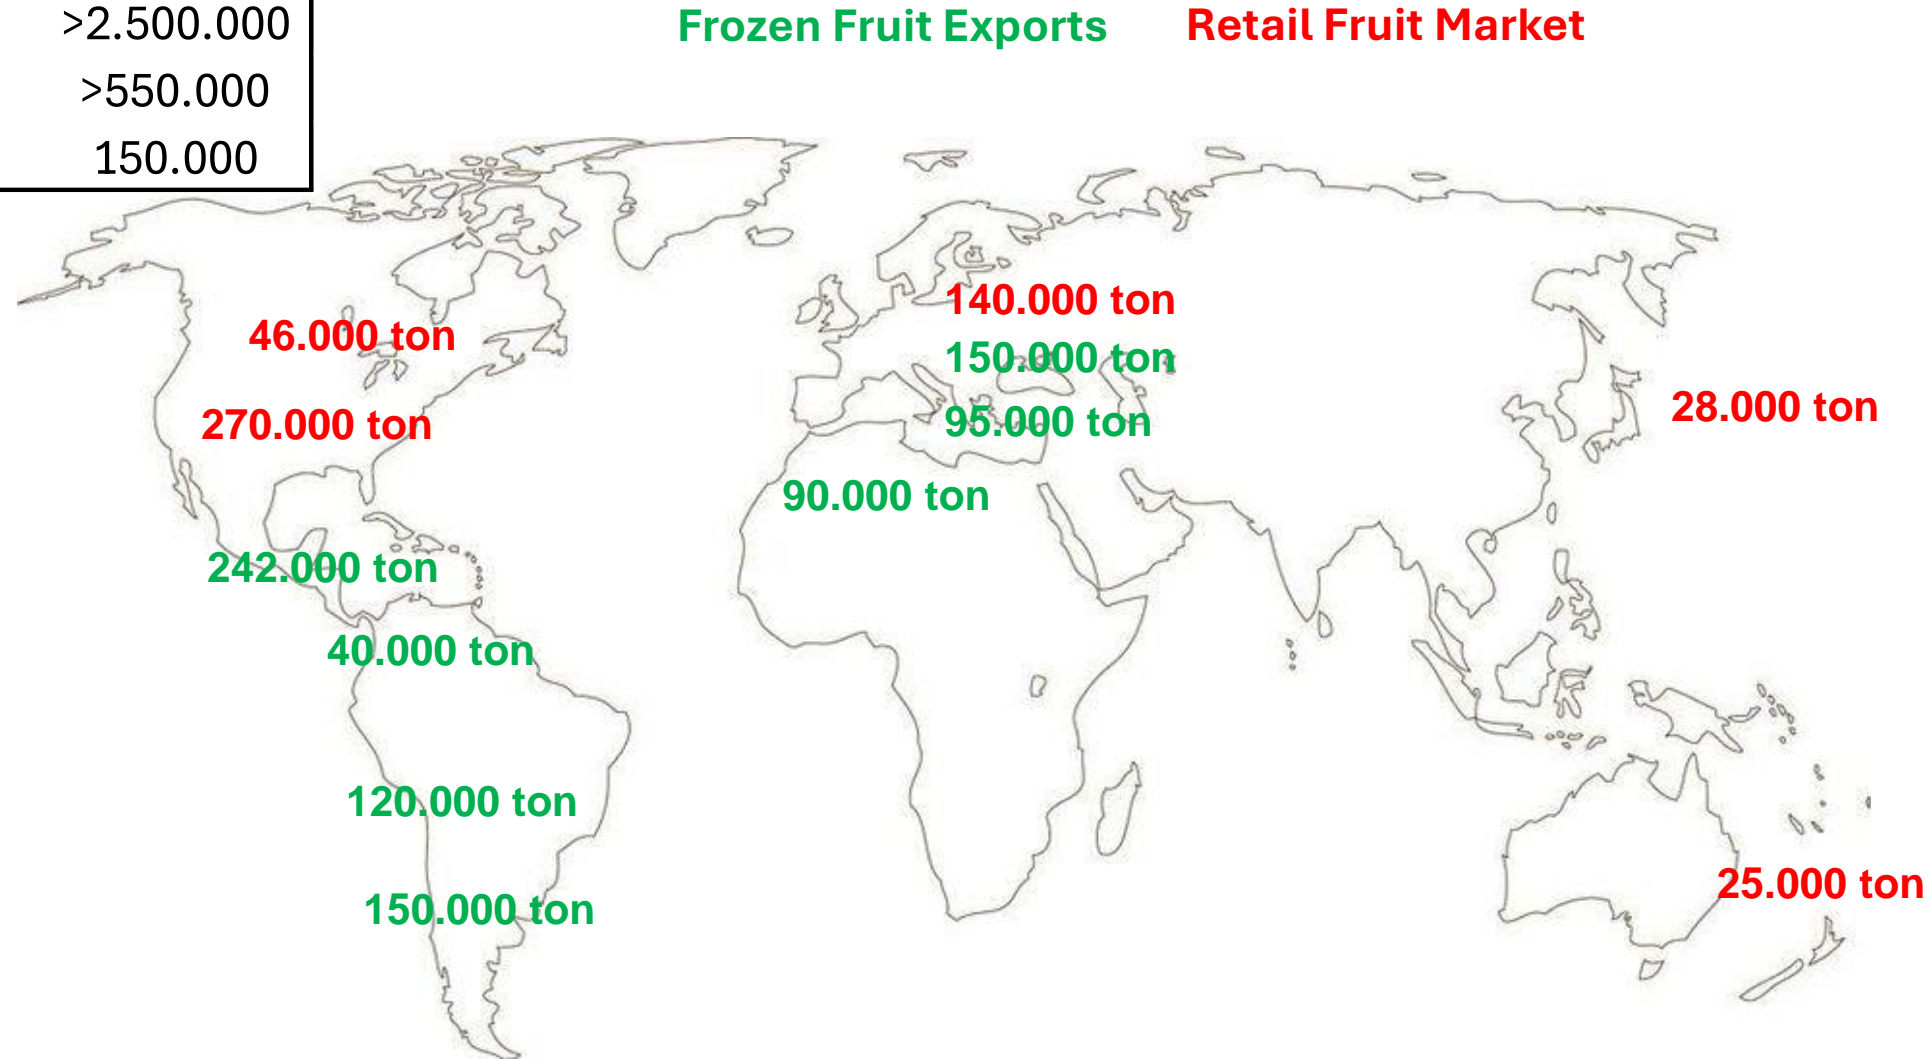 >2.500.000
>550.000
150.000
Frozen Fruit Exports
Retail Fruit Market
46.000 ton
270.000 ton
242.000 ton
40.000 ton
120.000 ton
150.000 ton
140.000 ton
150.000 ton
95.000 ton
90.000 ton
28.000 ton
25.000 ton